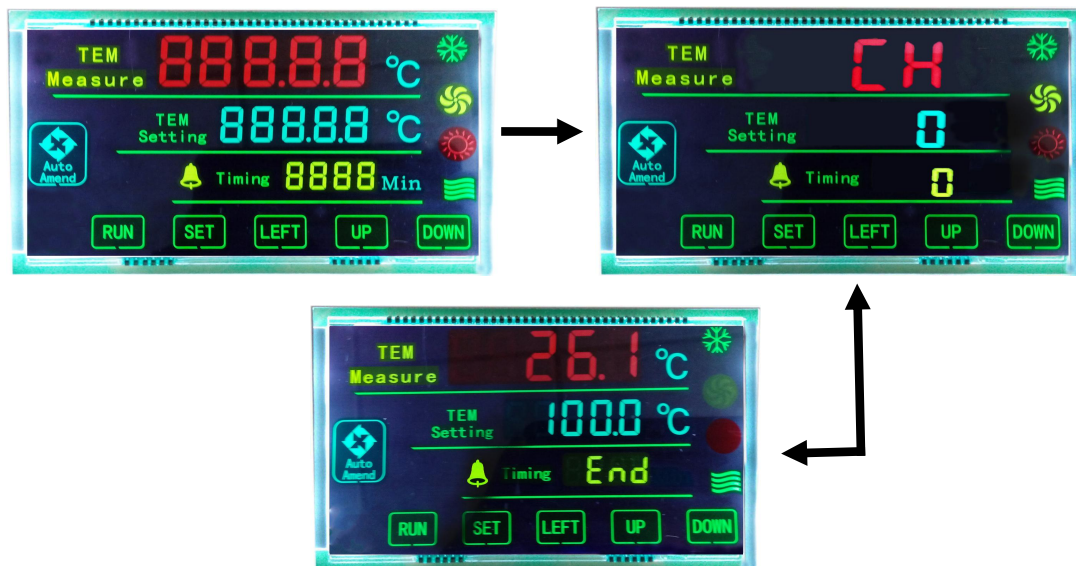 TEM
Measure
88888 °C
TEM
Setting
888.8.8 °C
Auto
Amend
Timing
8888 Min
RUN SET LEFT UP DOWN
TEM
Measure
CH
TEM
Setting
0
Auto
Amend
Timing
0
RUN SET LEFT UP DOWN
TEM
Measure
26.1 °C
TEM
Setting
100.0 °C
Auto
Amend
Timing
End
RUN SET LEFT UP DOWN